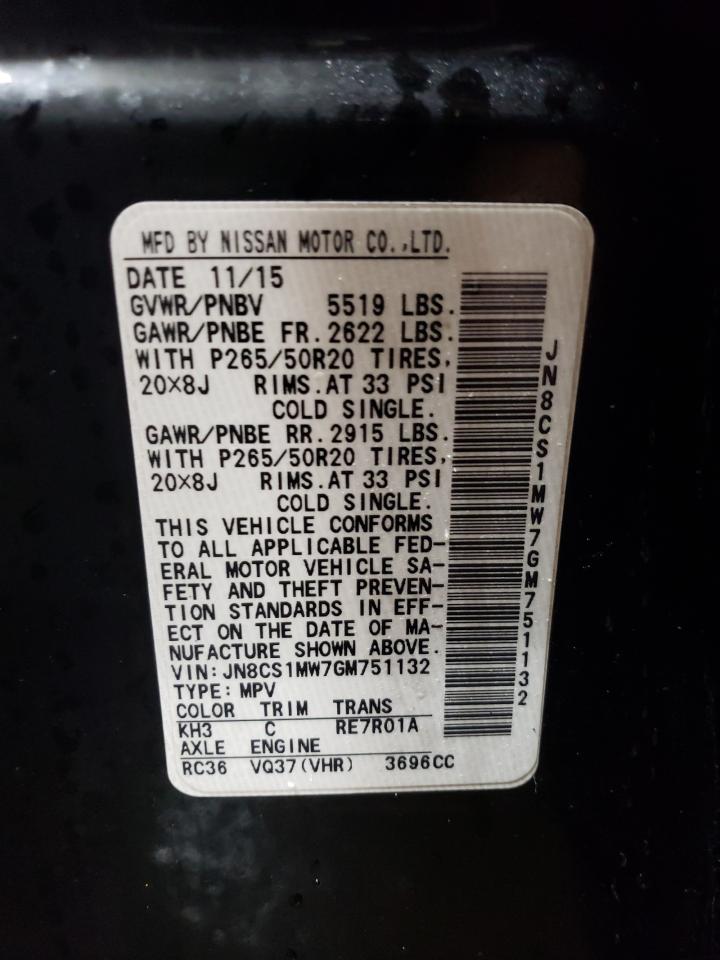 MFD BY NISSAN MOTOR CO.,LTD.
DATE 11/15
GVWR/PNBV 5519 LBS.
GAWR/PNBE FR.2622 LBS.
WITH P265/50R20 TIRES,
20X8J RIMS.AT 33 PSI
COLD SINGLE.
GAWR/PNBE RR.2915 LBS.
WITH P265/50R20 TIRES,
20X8J RIMS.AT 33 PSI
COLD SINGLE.
THIS VEHICLE CONFORMS
TO ALL APPLICABLE FED-
ERAL MOTOR VEHICLE SA-
FETY AND THEFT PREVEN-
TION STANDARDS IN EFF-
ECT ON THE DATE OF MA-
NUFACTURE SHOWN ABOVE.
VIN:JN8CS1MW7GM751132
TYPE:MPV
COLOR TRIM TRANS
KH3 C RE7R01A
AXLE ENGINE
RC36 VQ37(VHR) 3696CC
JN8CS1MW7GM751132